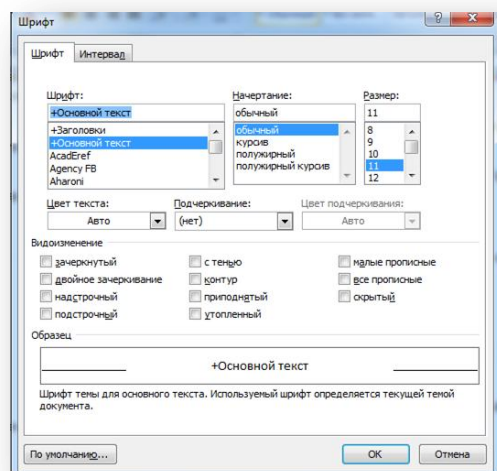 Шрифт
Шрифт Интервал
Шрифт: Начертание: Размер:
+Основной текст обычный 11
+Заголовки обычный 8
+Основной текст курсив 9
AcadEref полужирный 10
Agency FB полужирный курсив 11
Aharoni 12
Цвет текста: Подчеркивание: Цвет подчеркивания:
Авто (нет) Авто
Видоизменение
зачеркнутый с тенью малые прописные
двойное зачеркивание контур все прописные
надстрочный приподнятый скрытый
подстрочный утопленный
Образец
+Основной текст
Шрифт темы для основного текста. Используемый шрифт определяется текущей темой
документа.
По умолчанию... ОК Отмена